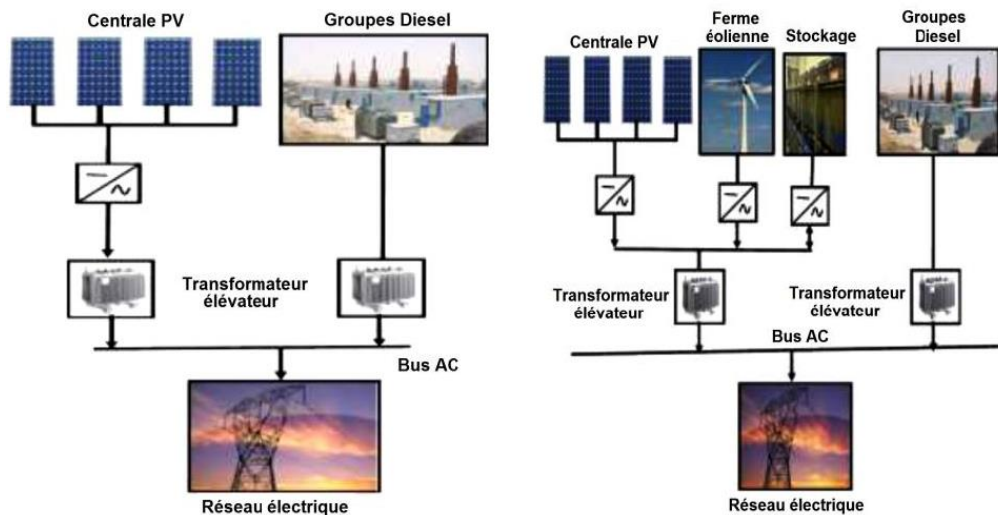 Centrale PV
Groupes Diesel
Transformateur
élévateur
Bus AC
Réseau électrique
Centrale PV
Ferme
éolienne
Stockage
Groupes
Diesel
Transformateur
élévateur
Transformateur
élévateur
Bus AC
Réseau électrique